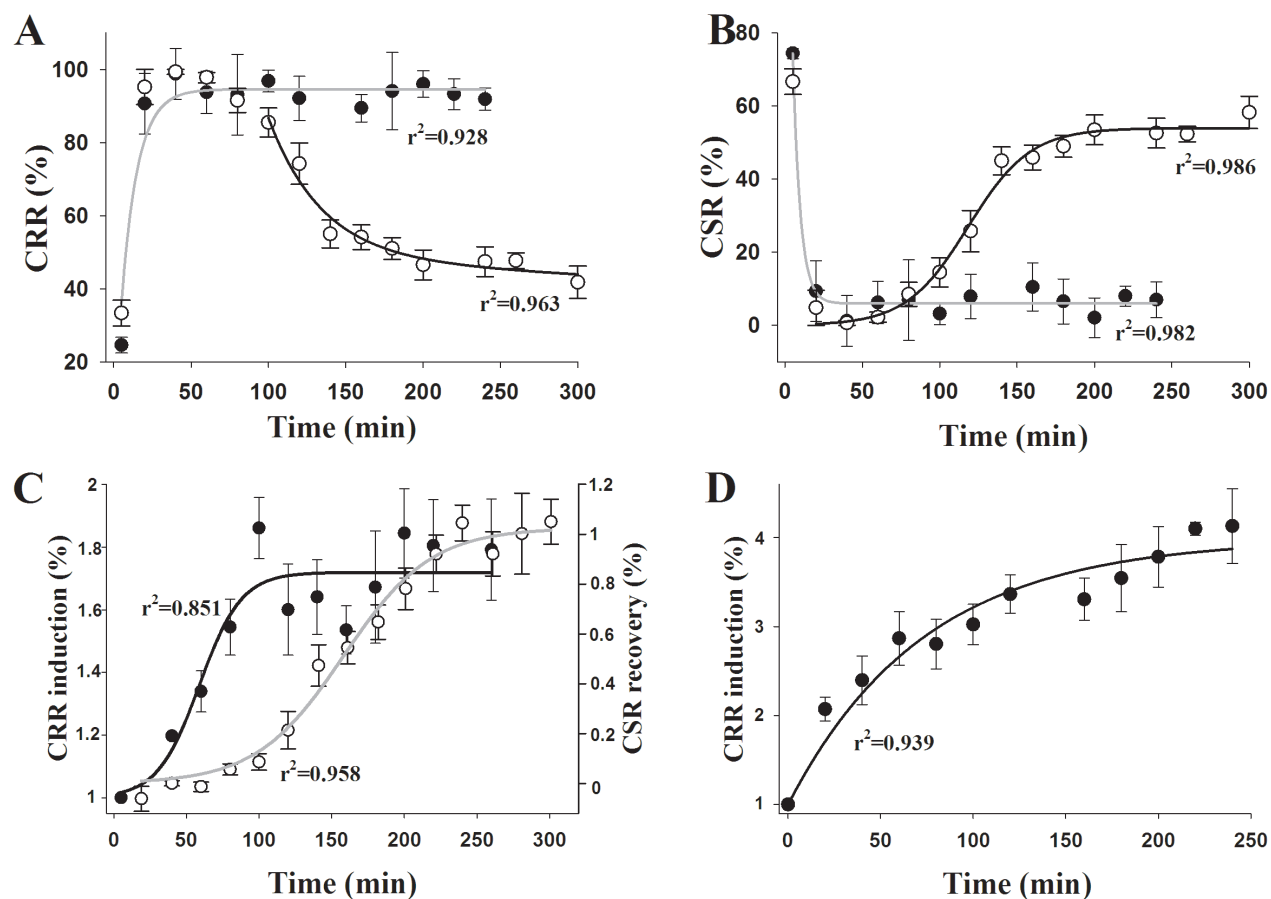 A
CRR (%)
100
80
60
40
20
r²=0.928
r²=0.963
0 50 100 150 200 250 300
Time (min)
B
CSR (%)
80
60
40
20
0
r²=0.986
r²=0.982
0 50 100 150 200 250 300
Time (min)
C
CRR induction (%)
2
1.8
1.6
1.4
1.2
1
r²=0.851
r²=0.958
1.2
1
0.8
0.6
0.4
0.2
0
CSR recovery (%)
0 50 100 150 200 250 300
Time (min)
D
CRR induction (%)
4
3
2
1
r²=0.939
0 50 100 150 200 250
Time (min)